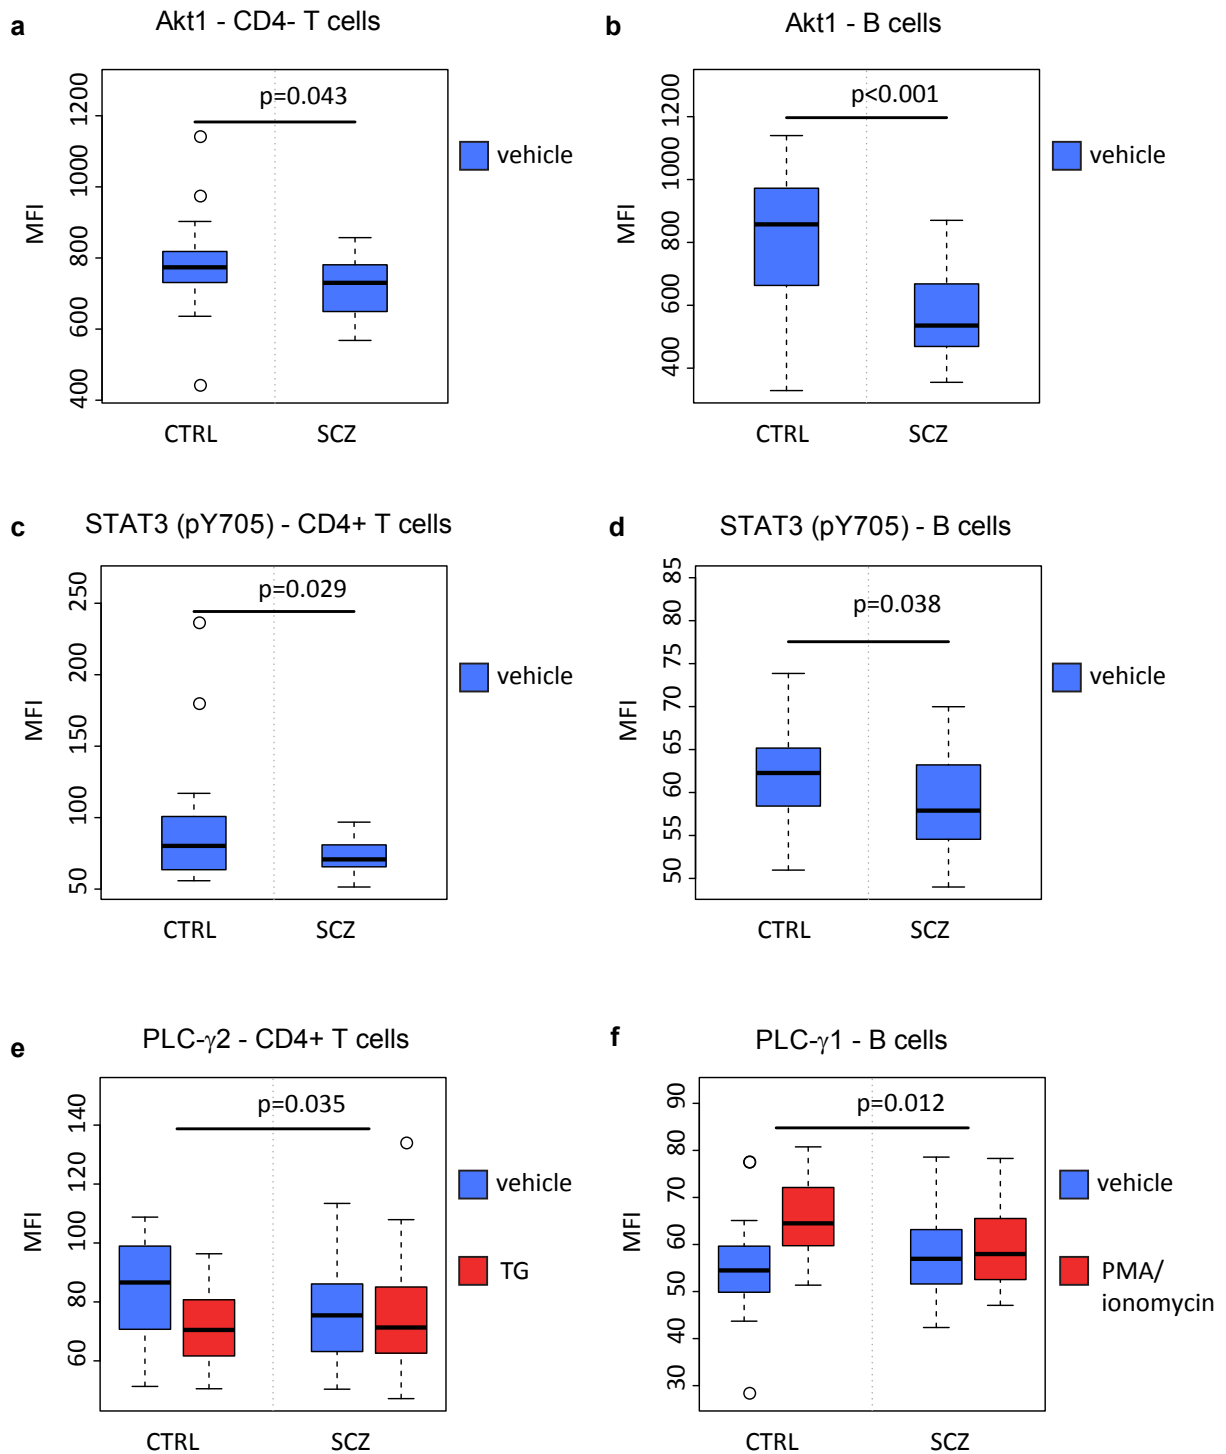 a
Akt1 - CD4- T cells
p=0.043
MFI
1200
1000
800
600
400
CTRL
SCZ
vehicle
b
Akt1 - B cells
p<0.001
MFI
1200
1000
800
600
400
CTRL
SCZ
vehicle
c
STAT3 (pY705) - CD4+ T cells
p=0.029
MFI
250
200
150
100
50
CTRL
SCZ
vehicle
d
STAT3 (pY705) - B cells
p=0.038
MFI
85
80
75
70
65
60
55
50
CTRL
SCZ
vehicle
e
PLC-γ2 - CD4+ T cells
p=0.035
MFI
140
120
100
80
60
CTRL
SCZ
vehicle
TG
f
PLC-γ1 - B cells
p=0.012
MFI
90
80
70
60
50
40
30
CTRL
SCZ
vehicle
PMA/
ionomycin